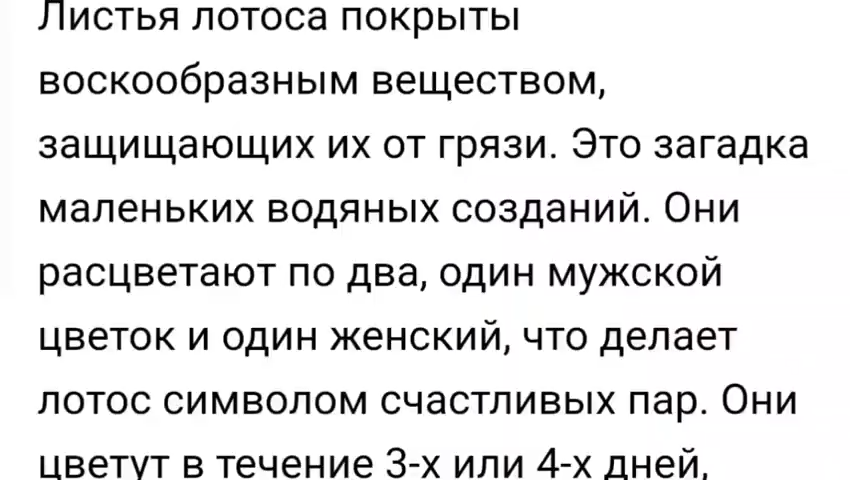 Листья лотоса покрыты
воскообразным веществом,
защищающих их от грязи. Это загадка
маленьких водяных созданий. Они
расцветают по два, один мужской
цветок и один женский, что делает
лотос символом счастливых пар. Они
цветут в течение 3-х или 4-х дней,